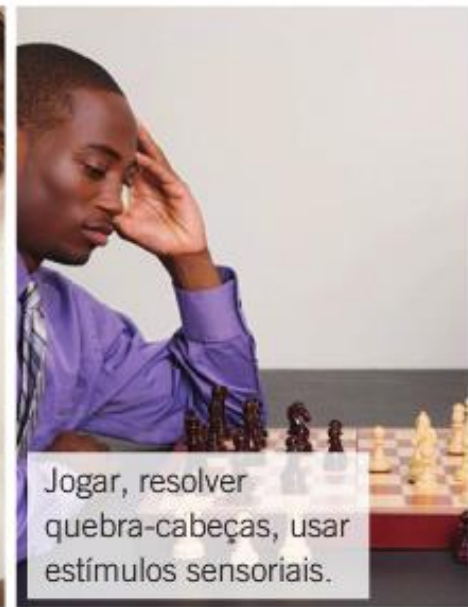 Jogar, resolver
quebra-cabeças, usar
estímulos sensoriais.